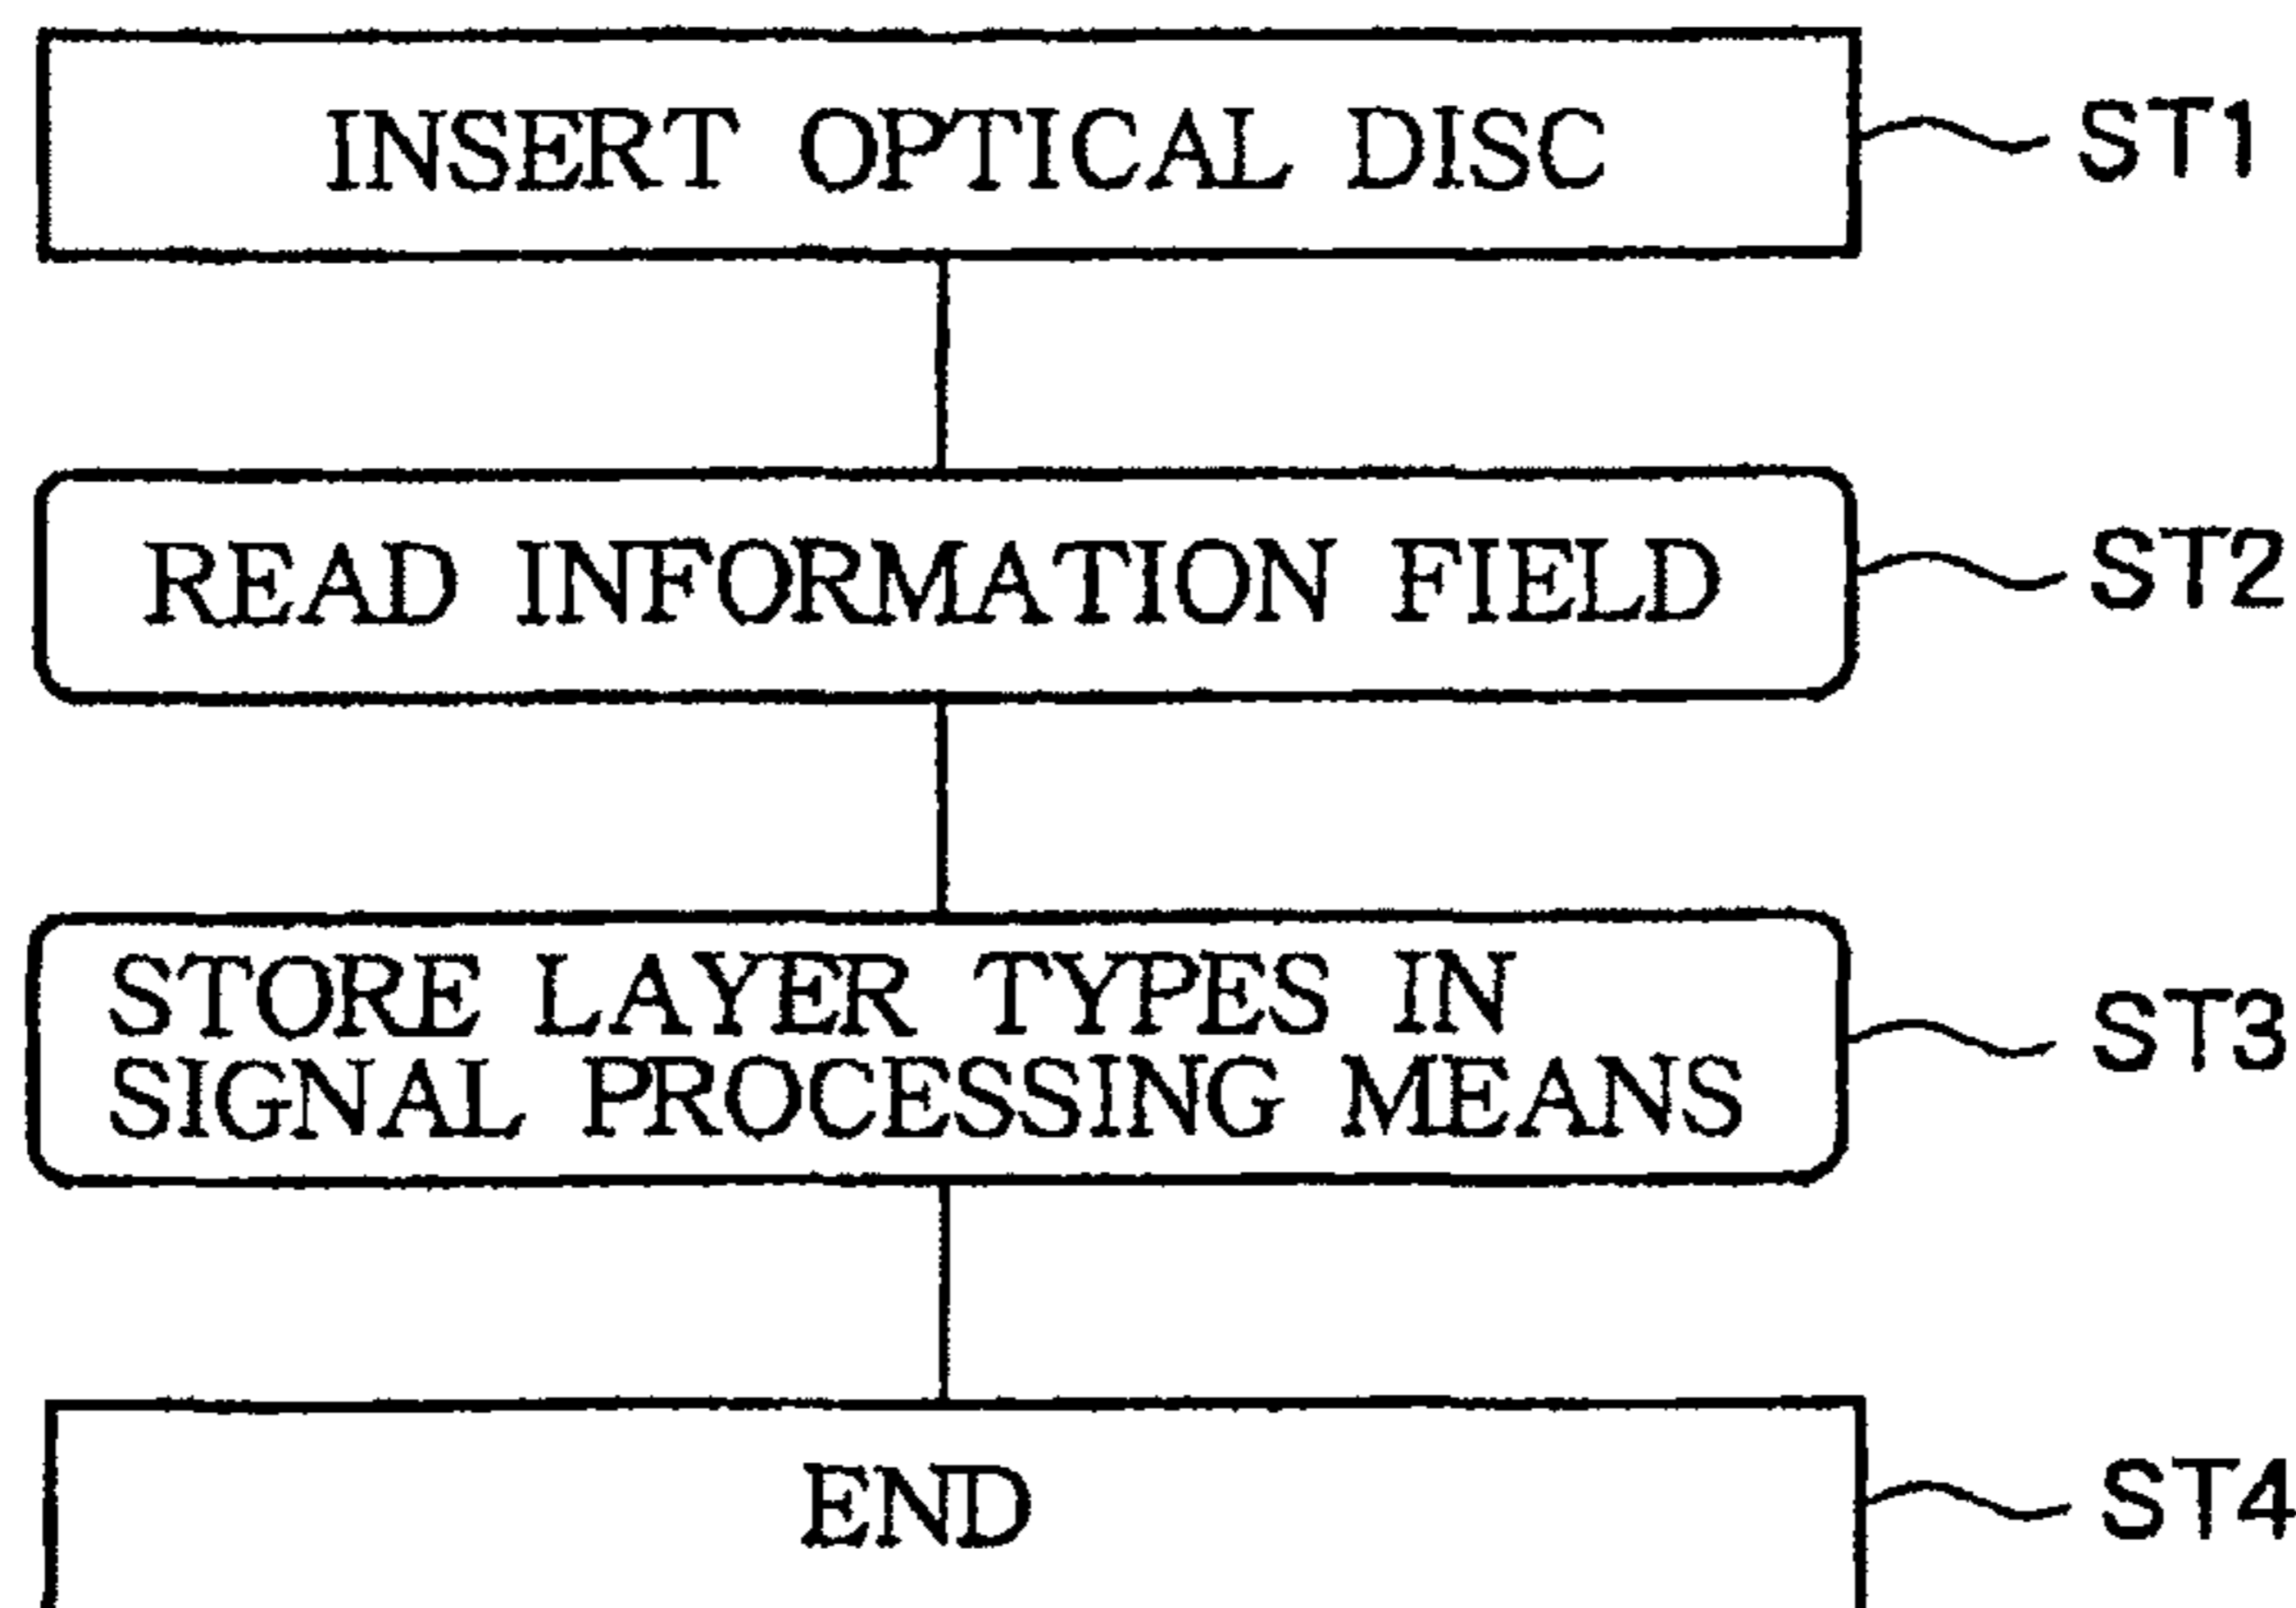 INSERT OPTICAL DISC ST1
READ INFORMATION FIELD ST2
STORE LAYER TYPES IN
SIGNAL PROCESSING MEANS ST3
END ST4